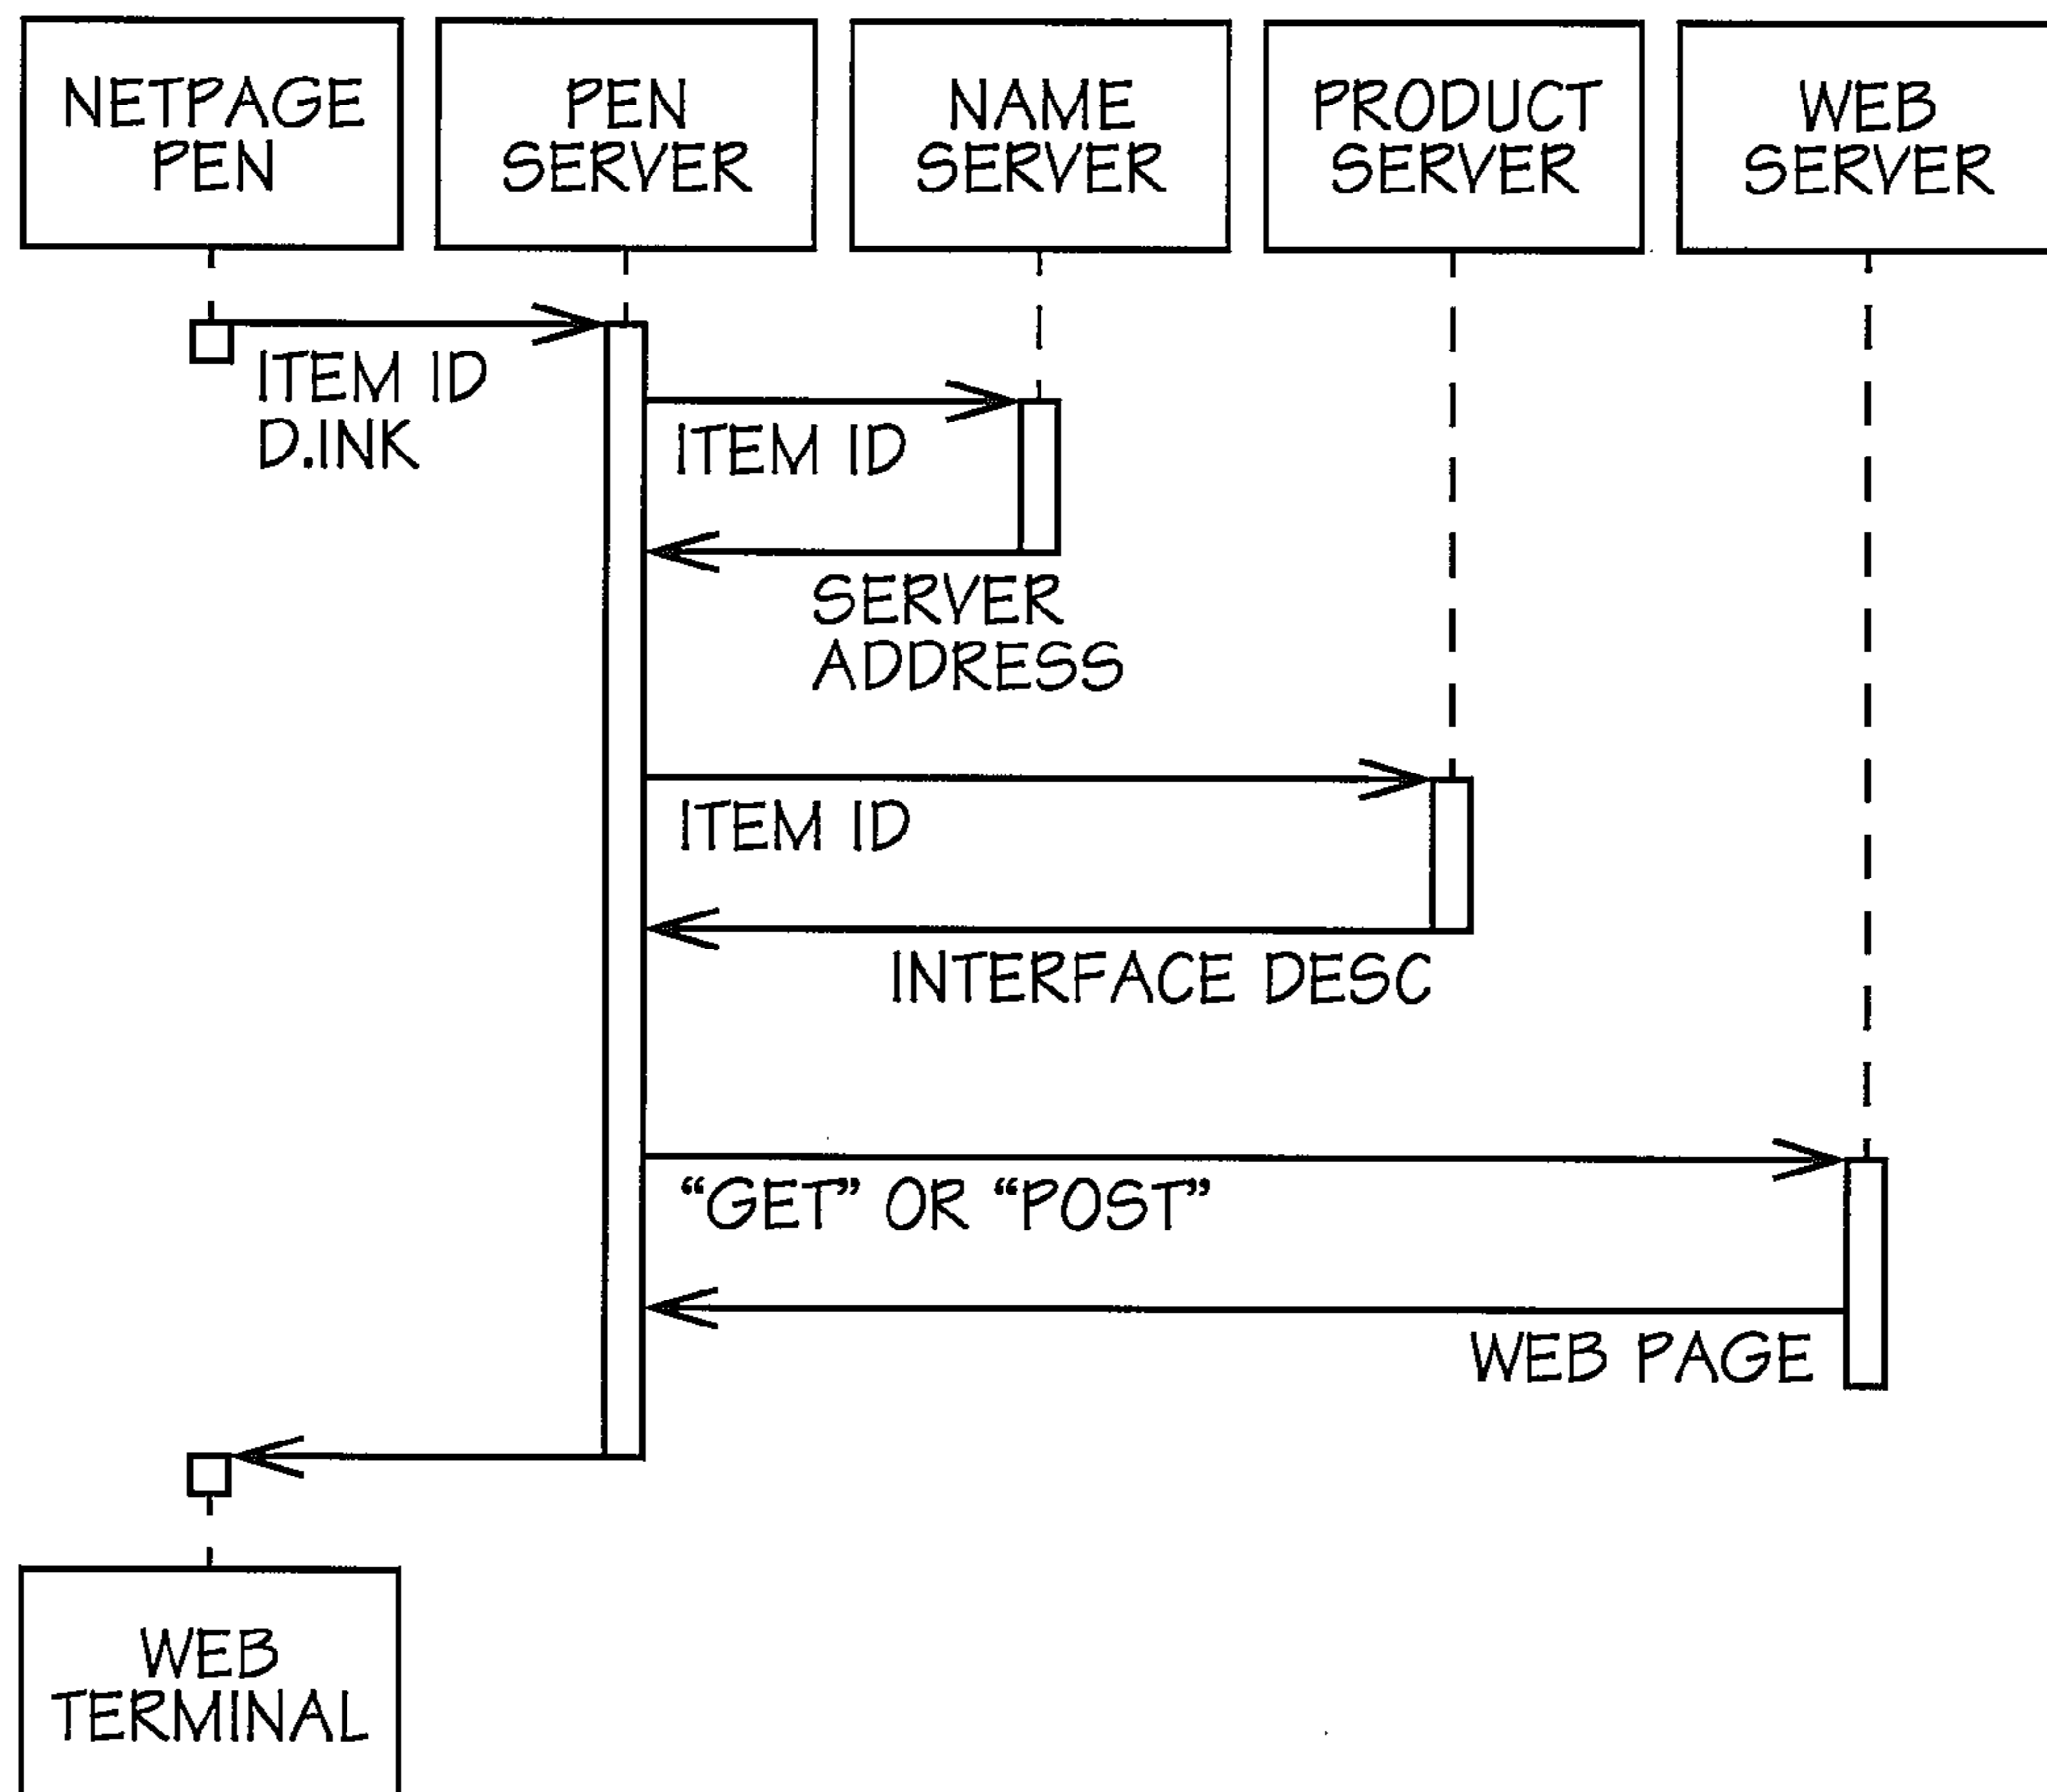 NETPAGE
PEN
PEN
SERVER
NAME
SERVER
PRODUCT
SERVER
WEB
SERVER
ITEM ID
D.INK
ITEM ID
SERVER
ADDRESS
ITEM ID
INTERFACE DESC
“GET” OR “POST”
WEB PAGE
WEB
TERMINAL